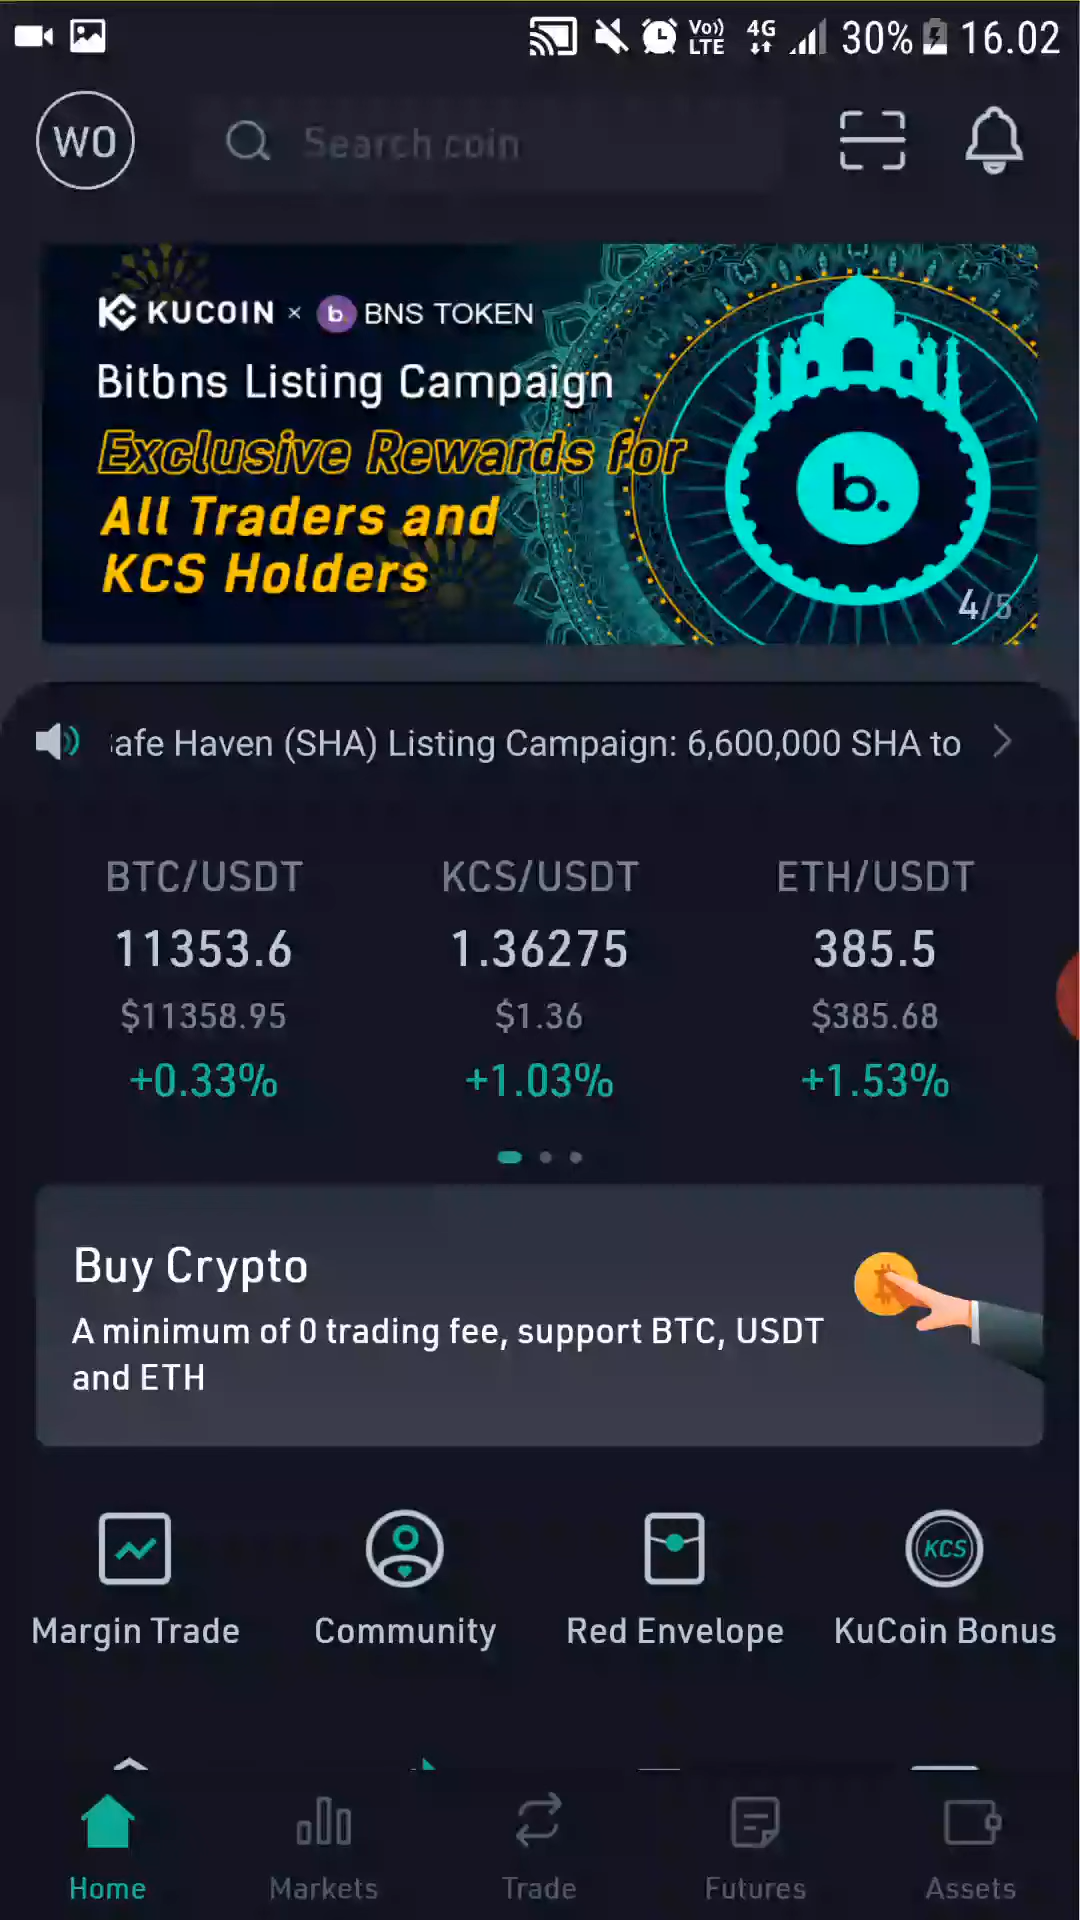 Vo)) LTE 4G 30% 16.02
WO
Search coin
KUCOIN × b BNS TOKEN
Bitbns Listing Campaign
Exclusive Rewards for
All Traders and
KCS Holders
b.
4/5
afe Haven (SHA) Listing Campaign: 6,600,000 SHA to
BTC/USDT KCS/USDT ETH/USDT
11353.6 1.36275 385.5
$11358.95 $1.36 $385.68
+0.33% +1.03% +1.53%
Buy Crypto
A minimum of 0 trading fee, support BTC, USDT
and ETH
KCS
Margin Trade Community Red Envelope KuCoin Bonus
Home Markets Trade Futures Assets